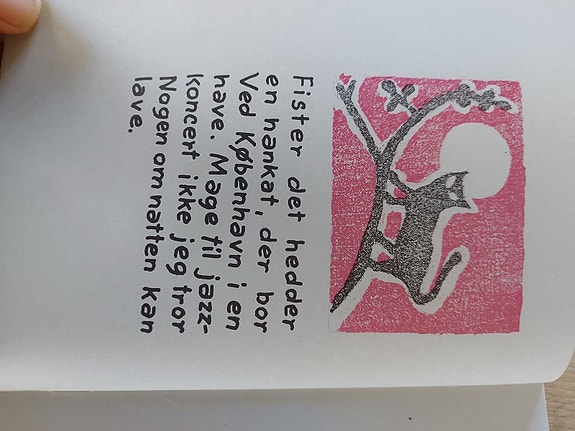 Fister det hedder
en hankat, der bor
Ved København i en
have. Mage til jazz-
koncert ikke jeg tror
Nogen om natten kan
lave.